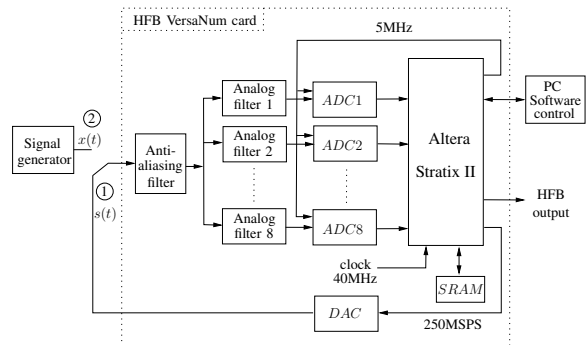 HFB VersaNum card
5MHz
Analog
filter 1
ADC1
PC
Software
control
②
x(t)
Signal
generator
Anti-
aliasing
filter
Analog
filter 2
ADC2
Altera
Stratix II
①
s(t)
Analog
filter 8
ADC8
HFB
output
clock
40MHz
SRAM
DAC
250MSPS